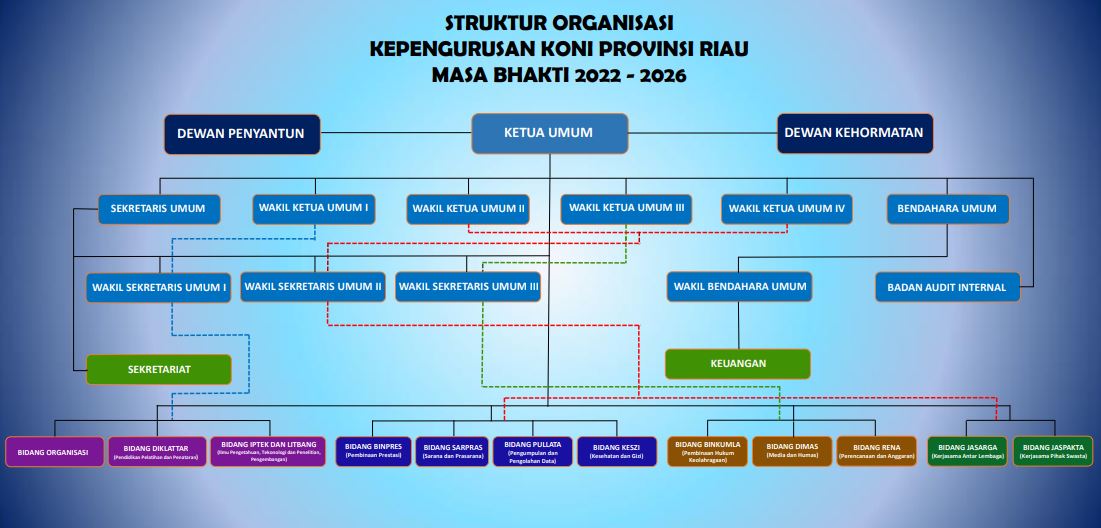 STRUKTUR ORGANISASI
KEPENGURUSAN KONI PROVINSI RIAU
MASA BHAKTI 2022 - 2026
DEWAN PENYANTUN
KETUA UMUM
DEWAN KEHORMATAN
SEKRETARIS UMUM
WAKIL KETUA UMUM I
WAKIL KETUA UMUM II
WAKIL KETUA UMUM III
WAKIL KETUA UMUM IV
BENDAHARA UMUM
WAKIL SEKRETARIS UMUM I
WAKIL SEKRETARIS UMUM II
WAKIL SEKRETARIS UMUM III
WAKIL BENDAHARA UMUM
BADAN AUDIT INTERNAL
SEKRETARIAT
KEUANGAN
BIDANG ORGANISASI
BIDANG DIKLATTAR
(Pendidikan Pelatihan dan Penataran)
BIDANG IPTEK DAN LITBANG
(Ilmu Pengetahuan, Teknologi dan Penelitian,
Pengembangan)
BIDANG BINPRES
(Pembinaan Prestasi)
BIDANG SARPRAS
(Sarana dan Prasarana)
BIDANG PULLATA
(Pengumpulan dan
Pengolahan Data)
BIDANG KESZI
(Kesehatan dan Gizi)
BIDANG BINKUMLA
(Pembinaan Hukum
Keolahragaan)
BIDANG DIMAS
(Media dan Humas)
BIDANG RENA
(Perencanaan dan Anggaran)
BIDANG JASARGA
(Kerjasama Antar Lembaga)
BIDANG JASPAKTA
(Kerjasama Pihak Swasta)